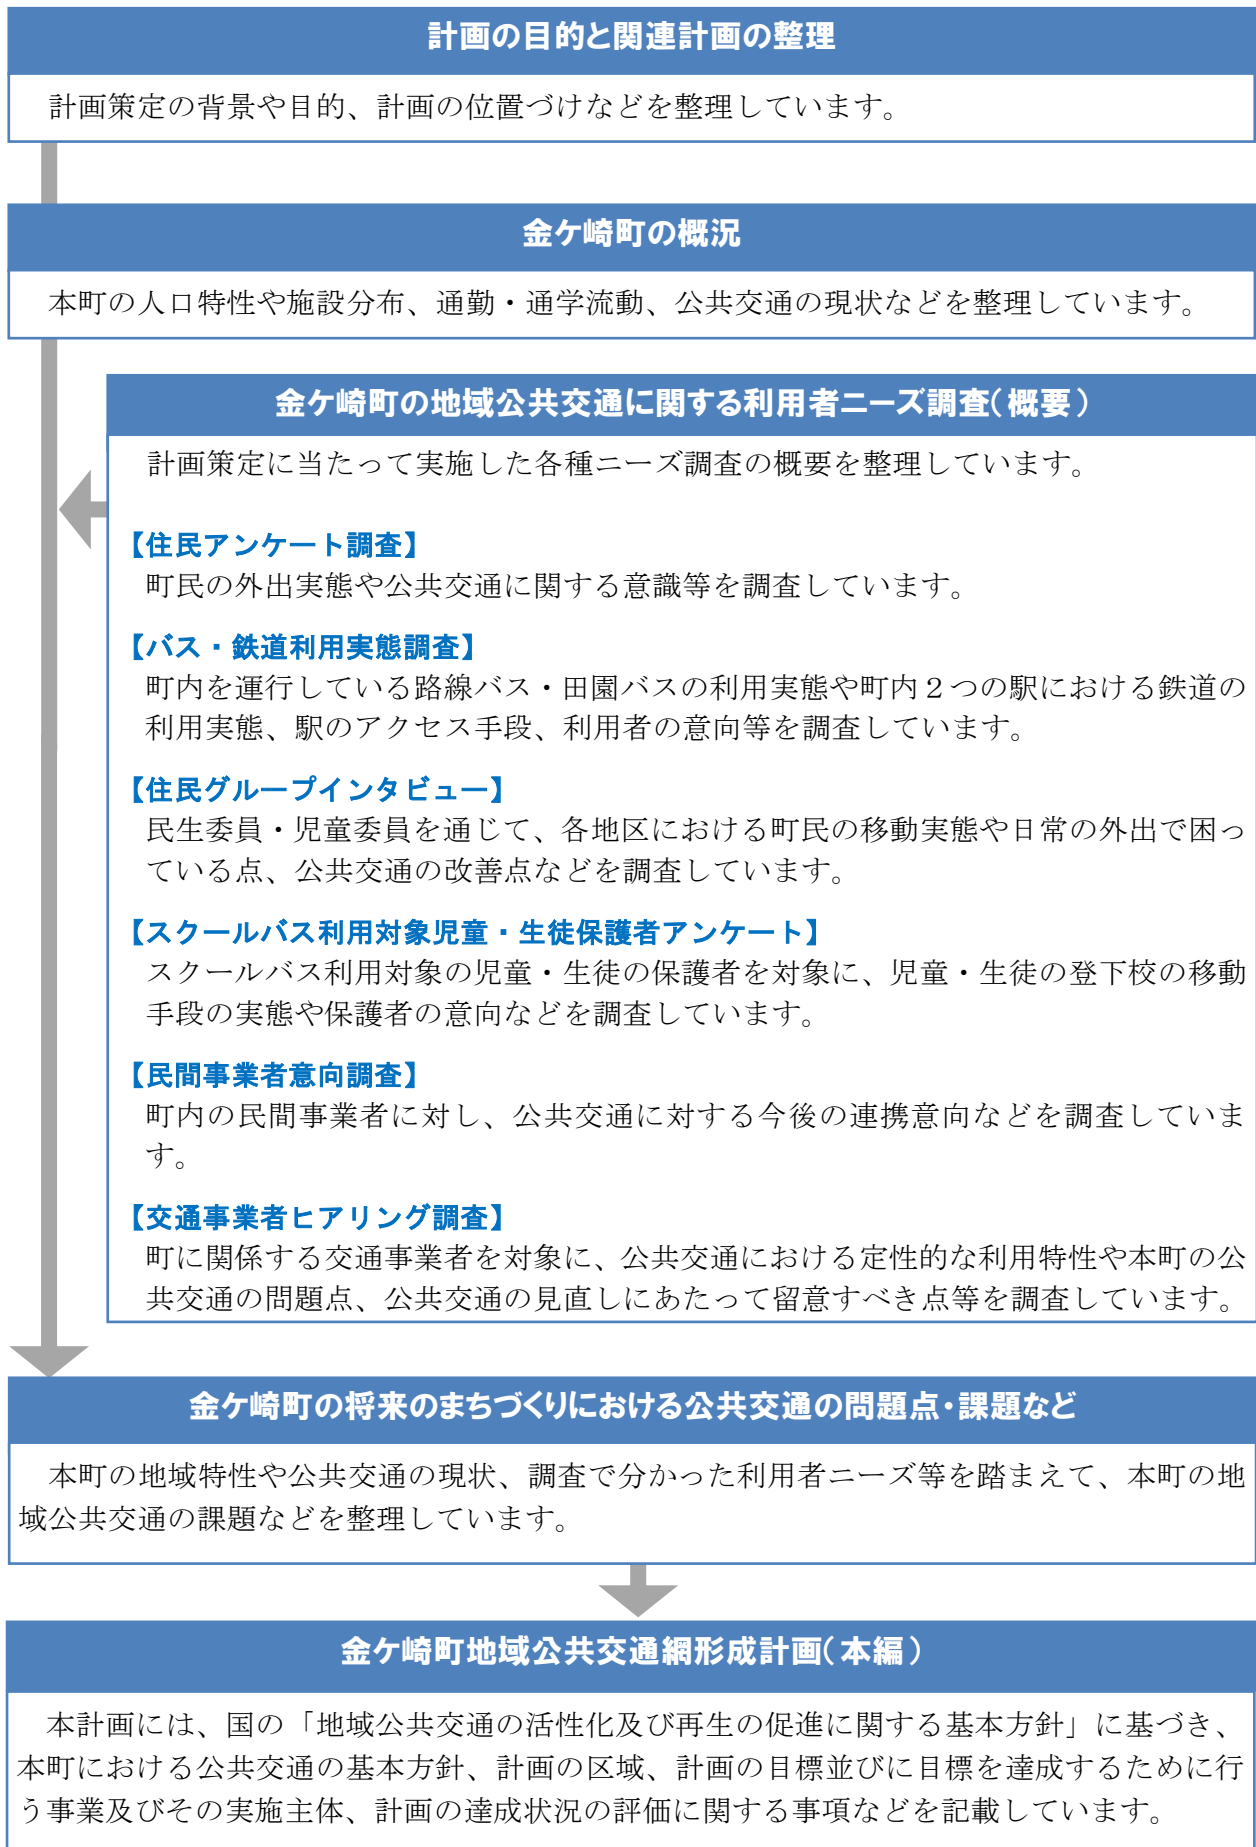 計画の目的と関連計画の整理
計画策定の背景や目的、計画の位置づけなどを整理しています。
金ケ崎町の概況
本町の人口特性や施設分布、通勤・通学流動、公共交通の現状などを整理しています。
金ケ崎町の地域公共交通に関する利用者ニーズ調査(概要)
計画策定に当たって実施した各種ニーズ調査の概要を整理しています。
【住民アンケート調査】
町民の外出実態や公共交通に関する意識等を調査しています。
【バス・鉄道利用実態調査】
町内を運行している路線バス・田園バスの利用実態や町内２つの駅における鉄道の
利用実態、駅のアクセス手段、利用者の意向等を調査しています。
【住民グループインタビュー】
民生委員・児童委員を通じて、各地区における町民の移動実態や日常の外出で困っ
ている点、公共交通の改善点などを調査しています。
【スクールバス利用対象児童・生徒保護者アンケート】
スクールバス利用対象の児童・生徒の保護者を対象に、児童・生徒の登下校の移動
手段の実態や保護者の意向などを調査しています。
【民間事業者意向調査】
町内の民間事業者に対し、公共交通に対する今後の連携意向などを調査していま
す。
【交通事業者ヒアリング調査】
町に関係する交通事業者を対象に、公共交通における定性的な利用特性や本町の公
共交通の問題点、公共交通の見直しにあたって留意すべき点等を調査しています。
金ケ崎町の将来のまちづくりにおける公共交通の問題点・課題など
本町の地域特性や公共交通の現状、調査で分かった利用者ニーズ等を踏まえて、本町の地
域公共交通の課題などを整理しています。
金ケ崎町地域公共交通網形成計画(本編)
本計画には、国の「地域公共交通の活性化及び再生の促進に関する基本方針」に基づき、
本町における公共交通の基本方針、計画の区域、計画の目標並びに目標を達成するために行
う事業及びその実施主体、計画の達成状況の評価に関する事項などを記載しています。